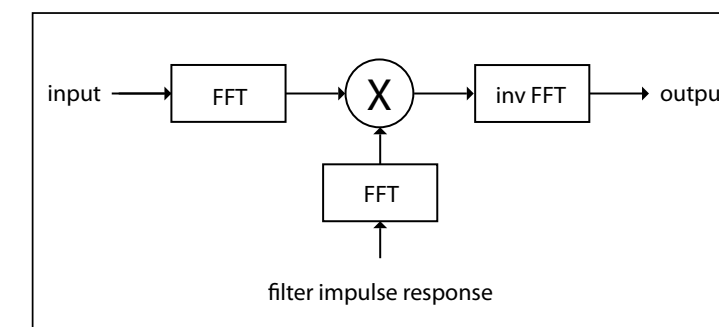 input
FFT
X
inv FFT
outpu
FFT
filter impulse response